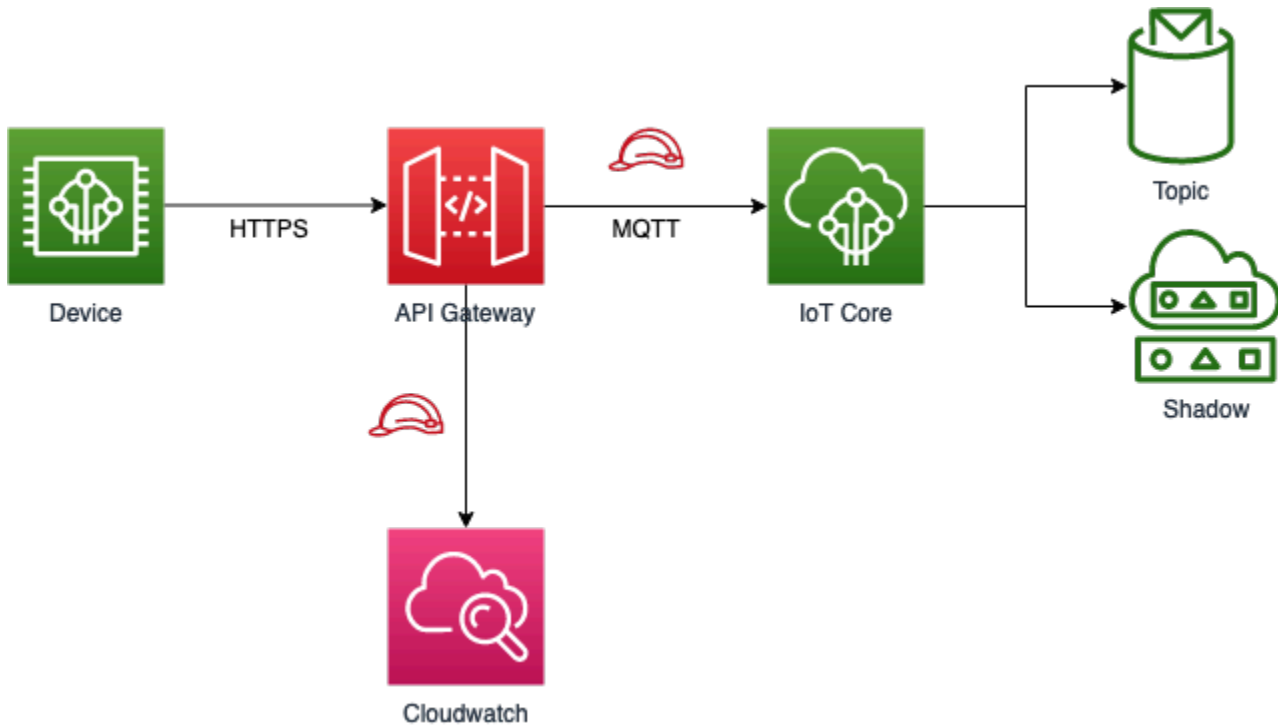 Topic
HTTPS
MQTT
Device
API Gateway
IoT Core
Shadow
Cloudwatch